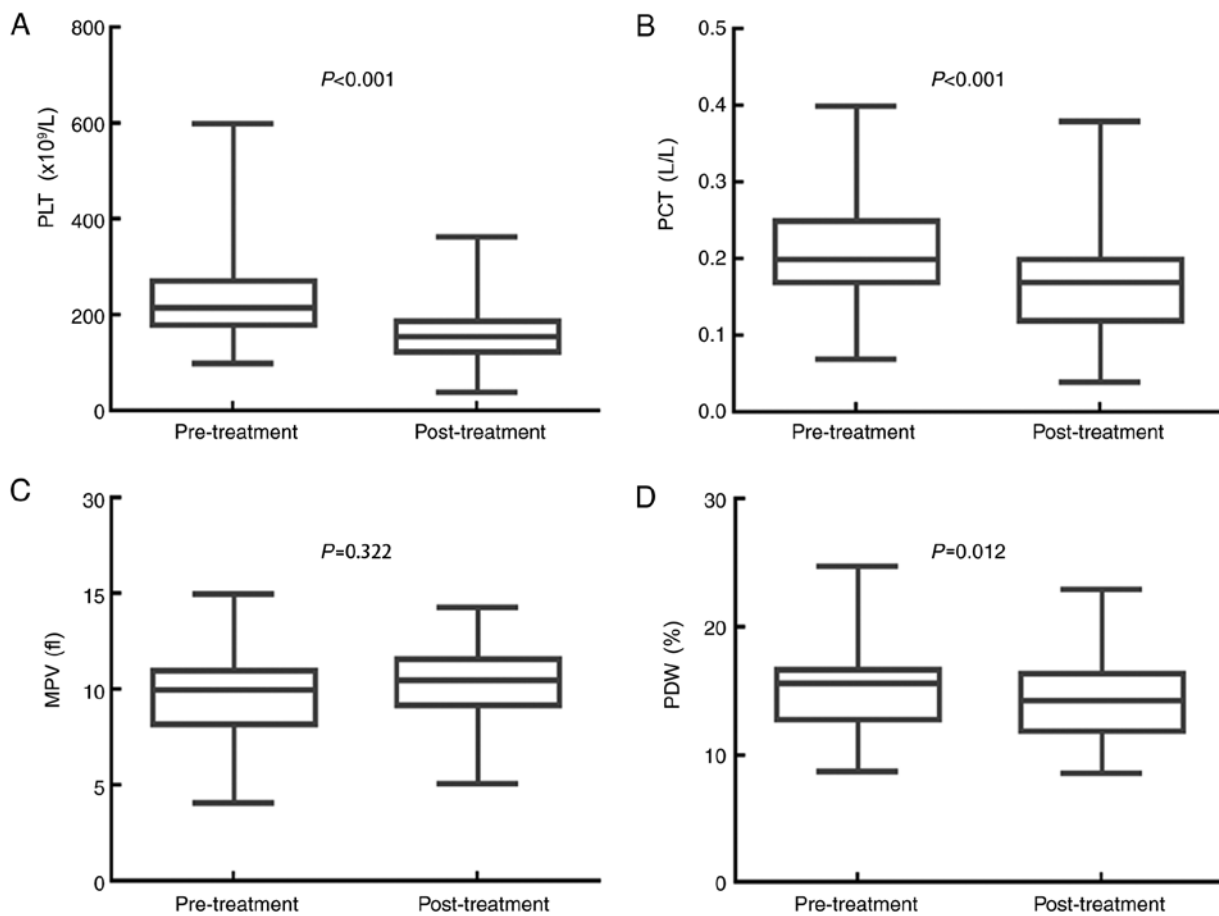 A
PLT (x10⁹/L)
800
600
400
200
0
P<0.001
Pre-treatment
Post-treatment
B
PCT (L/L)
0.5
0.4
0.3
0.2
0.1
0.0
P<0.001
Pre-treatment
Post-treatment
C
MPV (fl)
30
15
10
5
0
P=0.322
Pre-treatment
Post-treatment
D
PDW (%)
30
20
10
0
P=0.012
Pre-treatment
Post-treatment